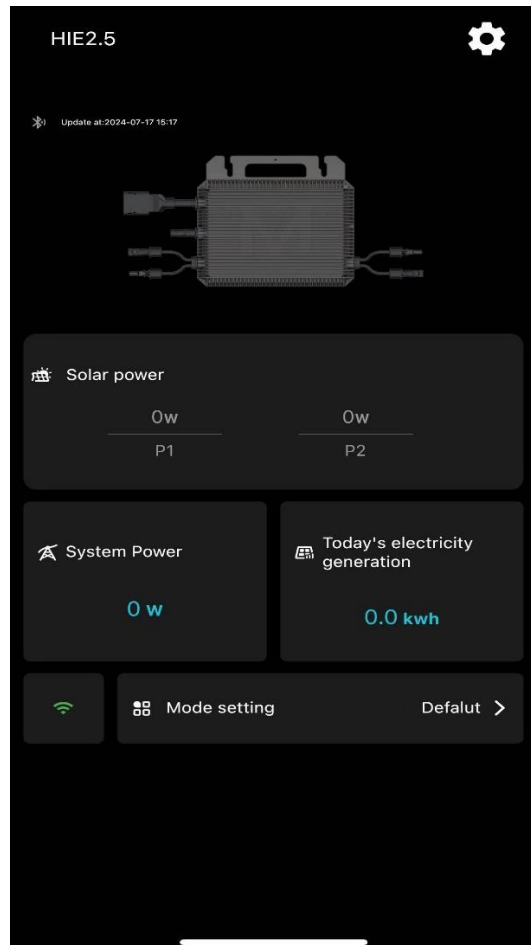 HIE2.5
Update at:2024-07-17 15:17
Solar power
0w 0w
P1 P2
System Power
0 w
Today's electricity
generation
0.0 kwh
Mode setting Defalut